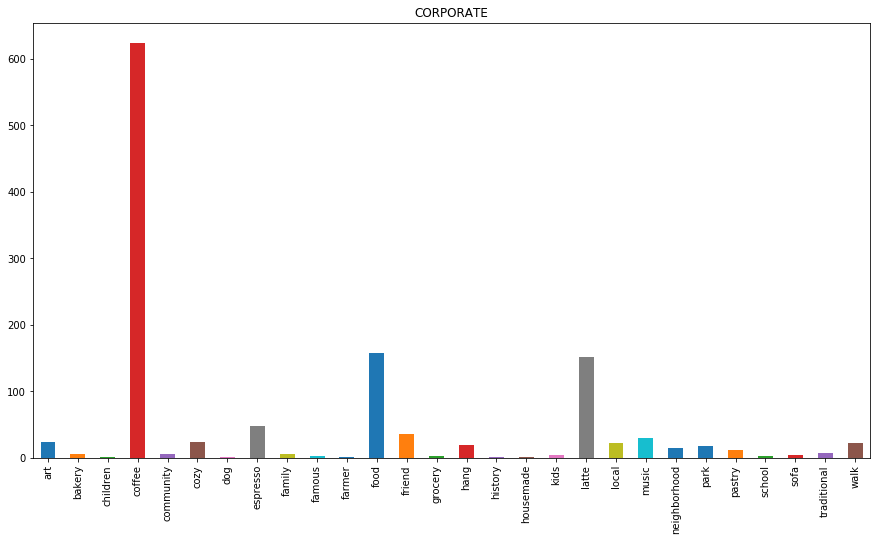 CORPORATE
600
500
400
300
200
100
0
art
bakery
children
coffee
community
cozy
dog
espresso
family
famous
farmer
food
friend
grocery
hang
history
housemade
kids
latte
local
music
neighborhood
park
pastry
school
sofa
traditional
walk